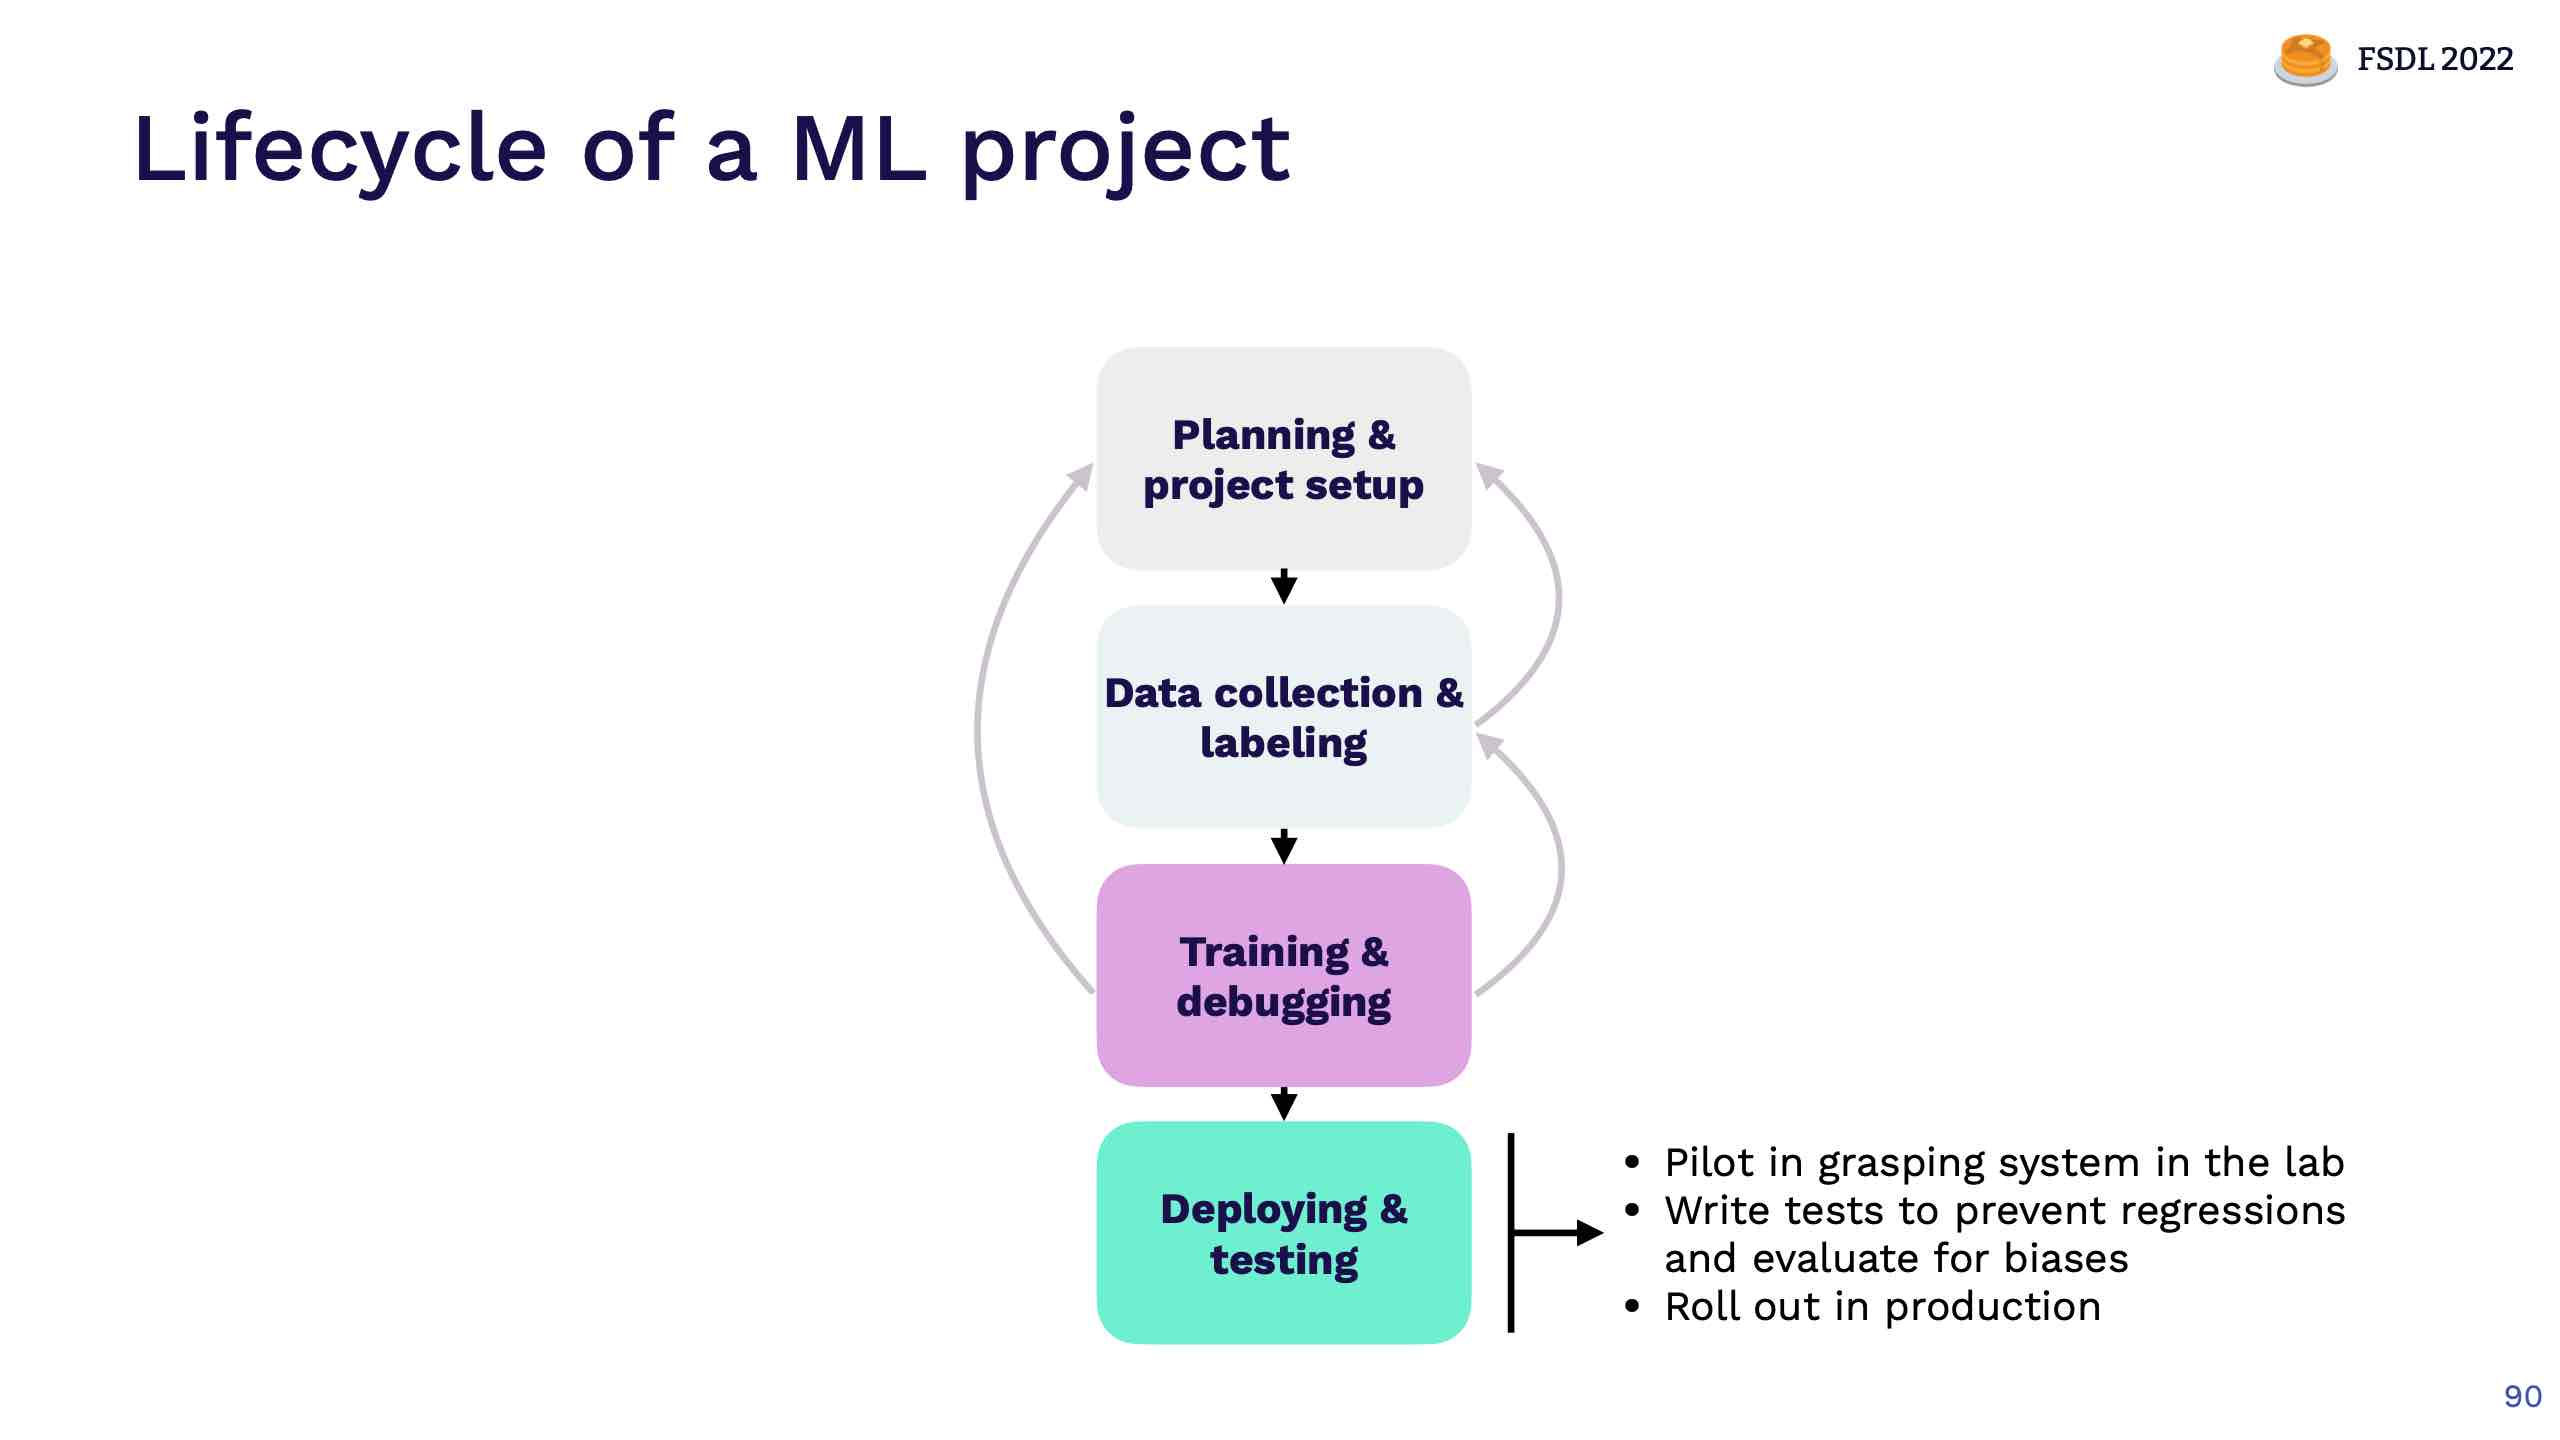 FSDL 2022
Lifecycle of a ML project
Planning &
project setup
Data collection &
labeling
Training &
debugging
Deploying &
testing
• Pilot in grasping system in the lab
• Write tests to prevent regressions
and evaluate for biases
• Roll out in production
90